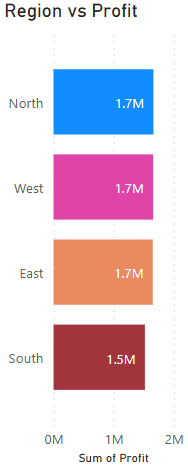 Region vs Profit
North
1.7M
West
1.7M
East
1.7M
South
1.5M
0M 1M 2M
Sum of Profit